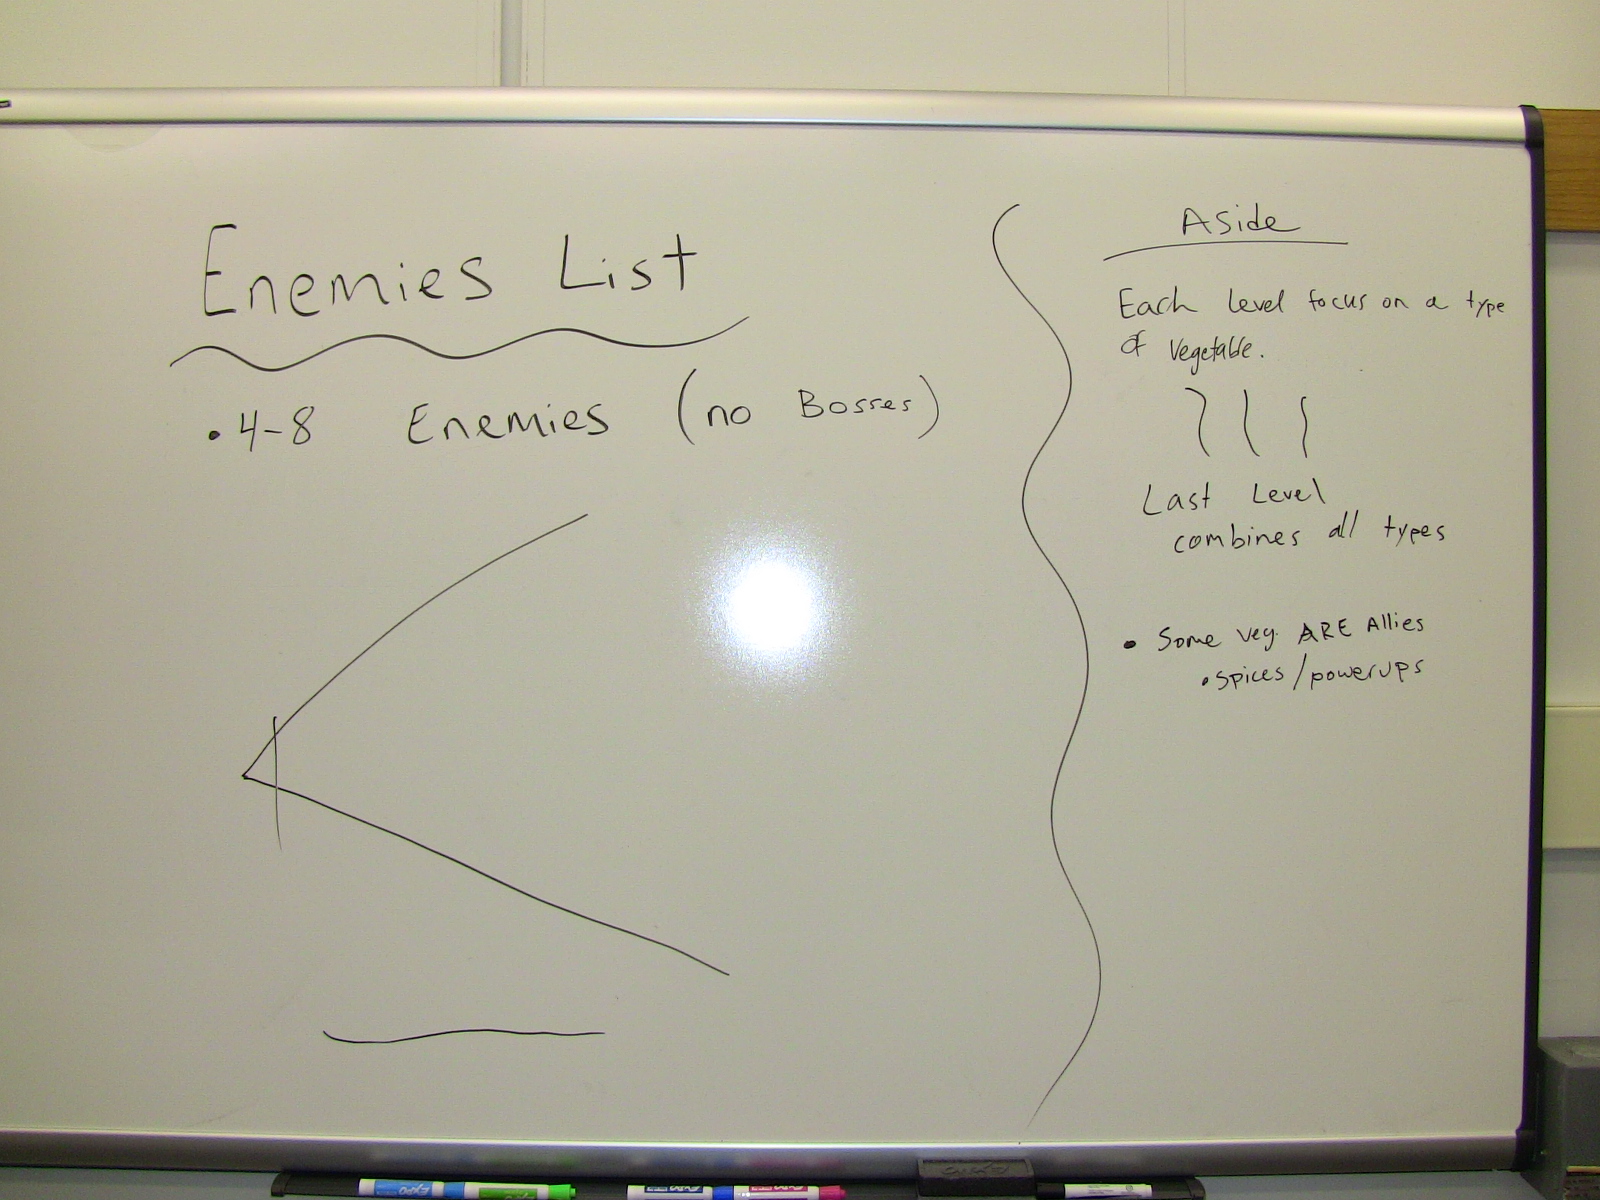 Enemies List
• 4-8 Enemies (no Bosses)
Aside
Each level focus on a type
of vegetable.
Last Level
combines all types
• Some veg. ARE Allies
• spices/powerups
EXPO